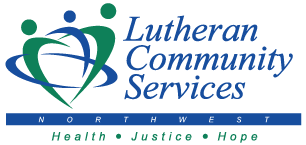 Lutheran
Community
Services
NORTHWEST
Health • Justice • Hope